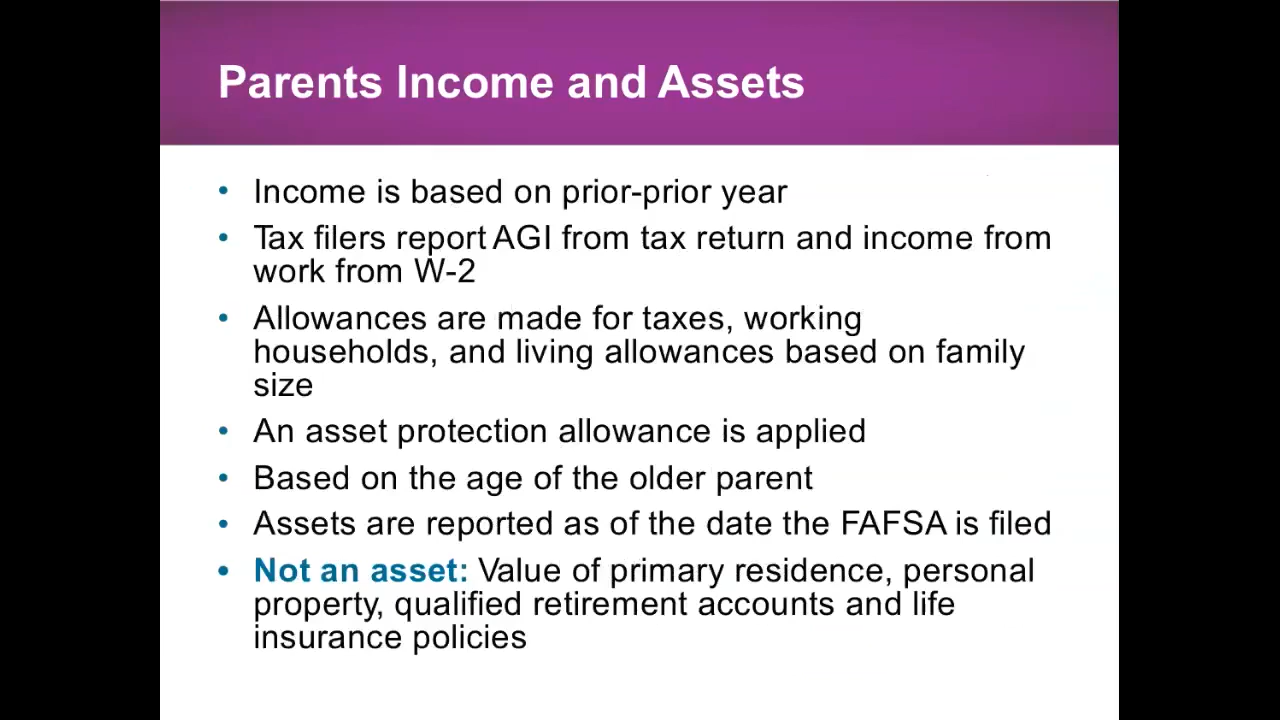 Parents Income and Assets
• Income is based on prior-prior year
• Tax filers report AGI from tax return and income from
work from W-2
• Allowances are made for taxes, working
households, and living allowances based on family
size
• An asset protection allowance is applied
• Based on the age of the older parent
• Assets are reported as of the date the FAFSA is filed
• Not an asset: Value of primary residence, personal
property, qualified retirement accounts and life
insurance policies